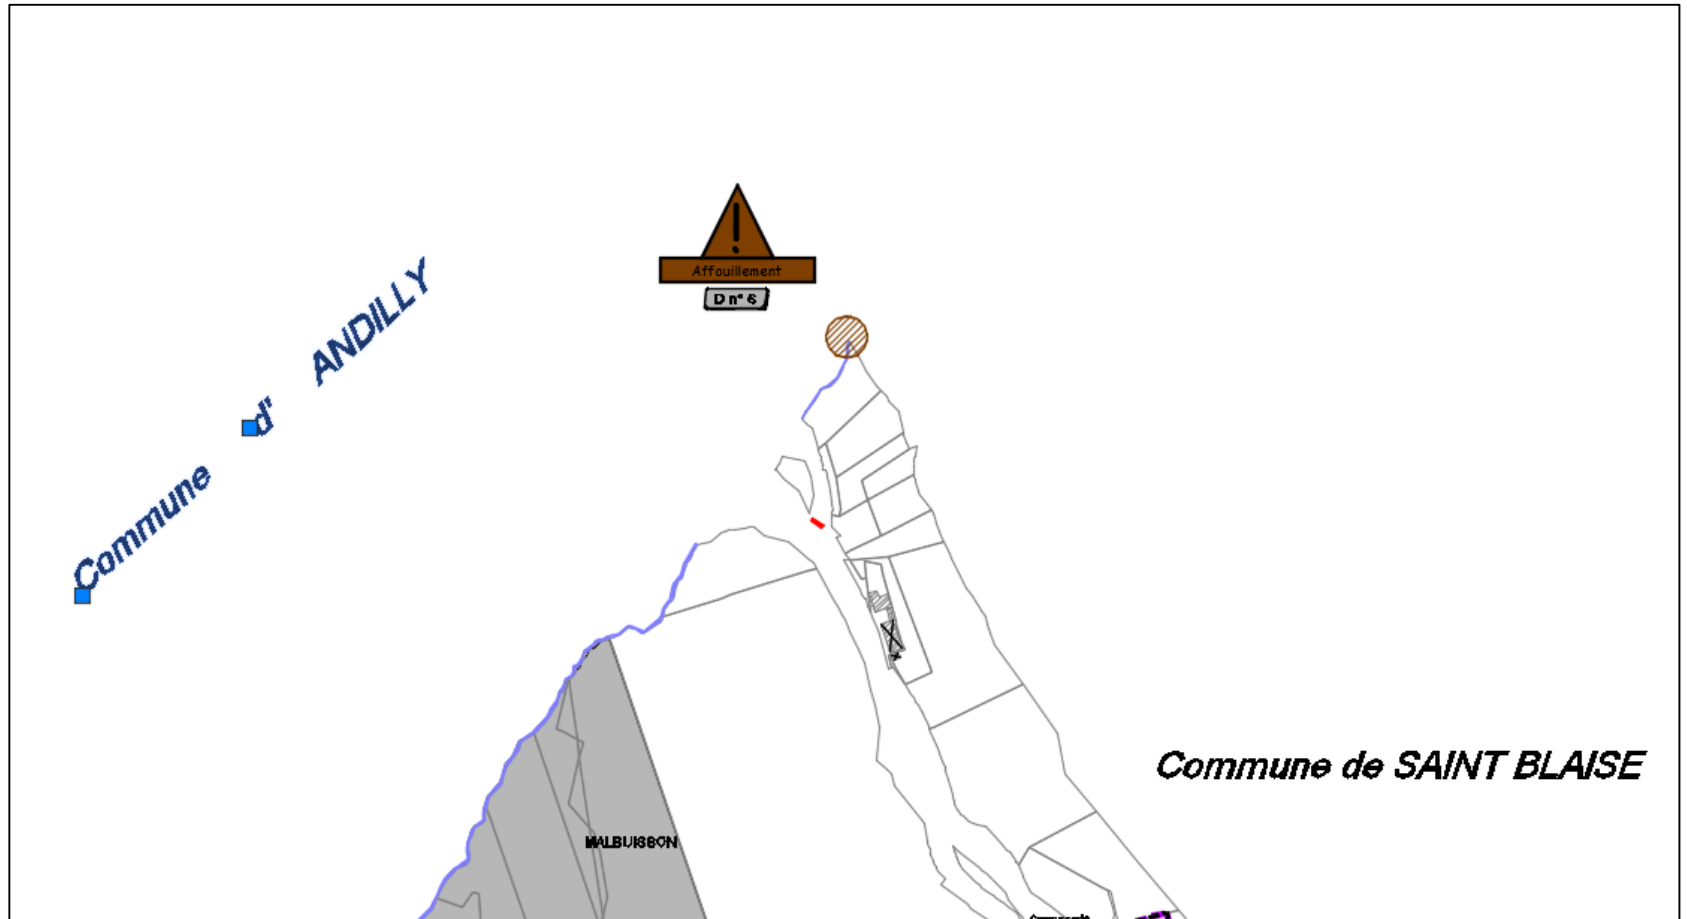 !
Affouillement
D n° 6
Commune d' ANDILLY
Commune de SAINT BLAISE
MALBUISSON